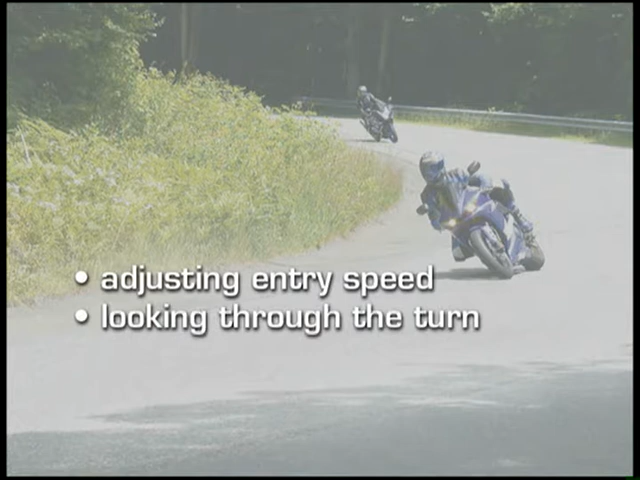 • adjusting entry speed
• looking through the turn